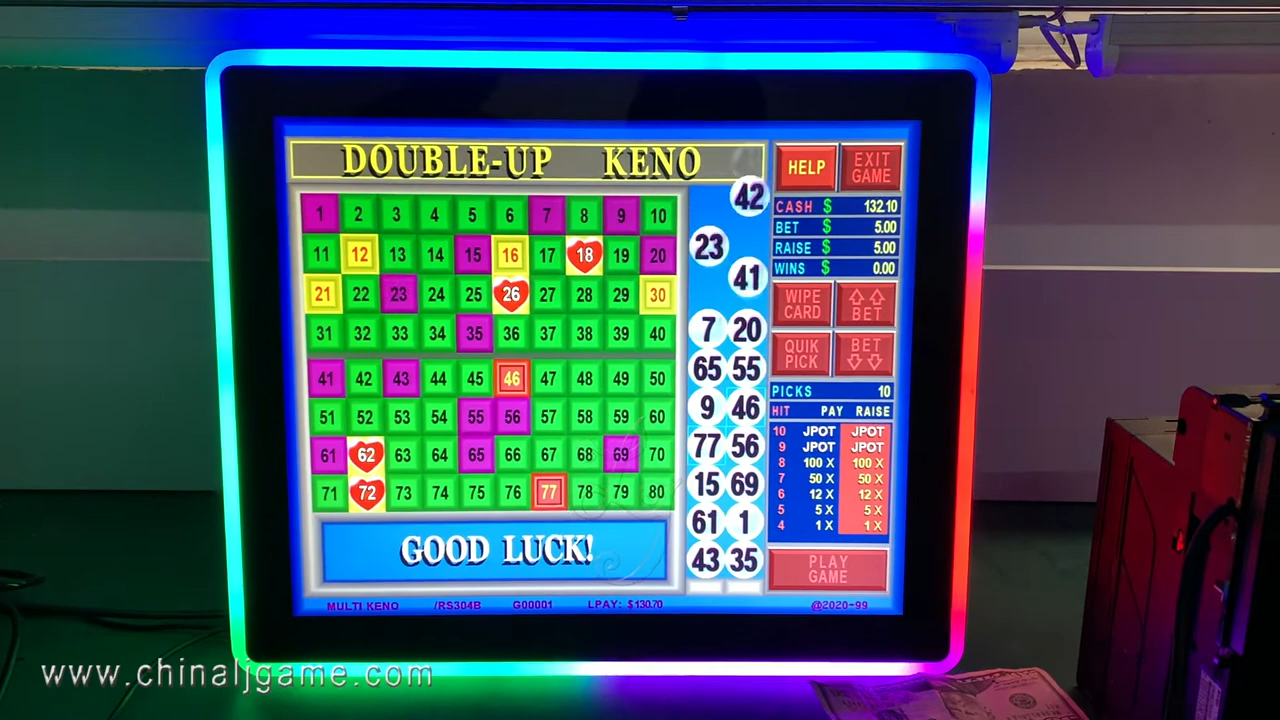 DOUBLE-UP KENO
HELP
EXIT GAME
1 2 3 4 5 6 7 8 9 10
11 12 13 14 15 16 17 18 19 20
21 22 23 24 25 26 27 28 29 30
31 32 33 34 35 36 37 38 39 40
41 42 43 44 45 46 47 48 49 50
51 52 53 54 55 56 57 58 59 60
61 62 63 64 65 66 67 68 69 70
71 72 73 74 75 76 77 78 79 80
GOOD LUCK!
42
23
41
7 20
65 55
9 46
77 56
15 69
61 1
43 35
CASH $ 132.10
BET $ 5.00
RAISE $ 5.00
WINS $ 0.00
WIPE CARD
BET
QUIK PICK
BET
PICKS 10
HIT PAY RAISE
10 JPOT JPOT
9 JPOT JPOT
8 100 X 100 X
7 50 X 50 X
6 12 X 12 X
5 5 X 5 X
4 1 X 1 X
PLAY GAME
MULTI KENO /RS304B G00001 LPAY: $130.70 @2020-99
www.chinaljgame.com